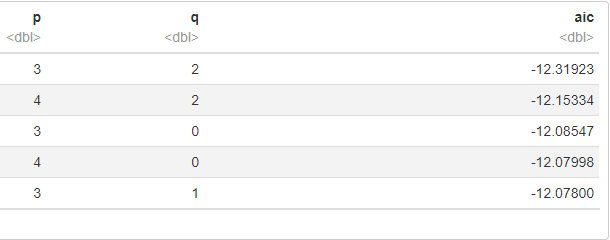 p q aic
<dbl> <dbl> <dbl>
3 2 -12.31923
4 2 -12.15334
3 0 -12.08547
4 0 -12.07998
3 1 -12.07800